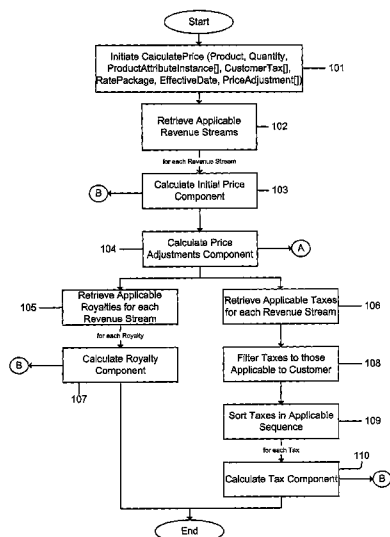 Start
Initiate CalculatePrice (Product, Quantity,
ProductAttributeInstance[], CustomerTax[],
RatePackage, EffectiveDate, PriceAdjustment[])
101
Retrieve Applicable
Revenue Streams
102
for each Revenue Stream
B
Calculate Initial Price
Component
103
104
Calculate Price
Adjustments Component
A
105
Retrieve Applicable
Royalties for each
Revenue Stream
Retrieve Applicable Taxes
for each Revenue Stream
106
for each Royalty
B
Calculate Royalty
Component
107
Filter Taxes to those
Applicable to Customer
108
Sort Taxes in Applicable
Sequence
109
for each Tax
110
Calculate Tax Component
B
End